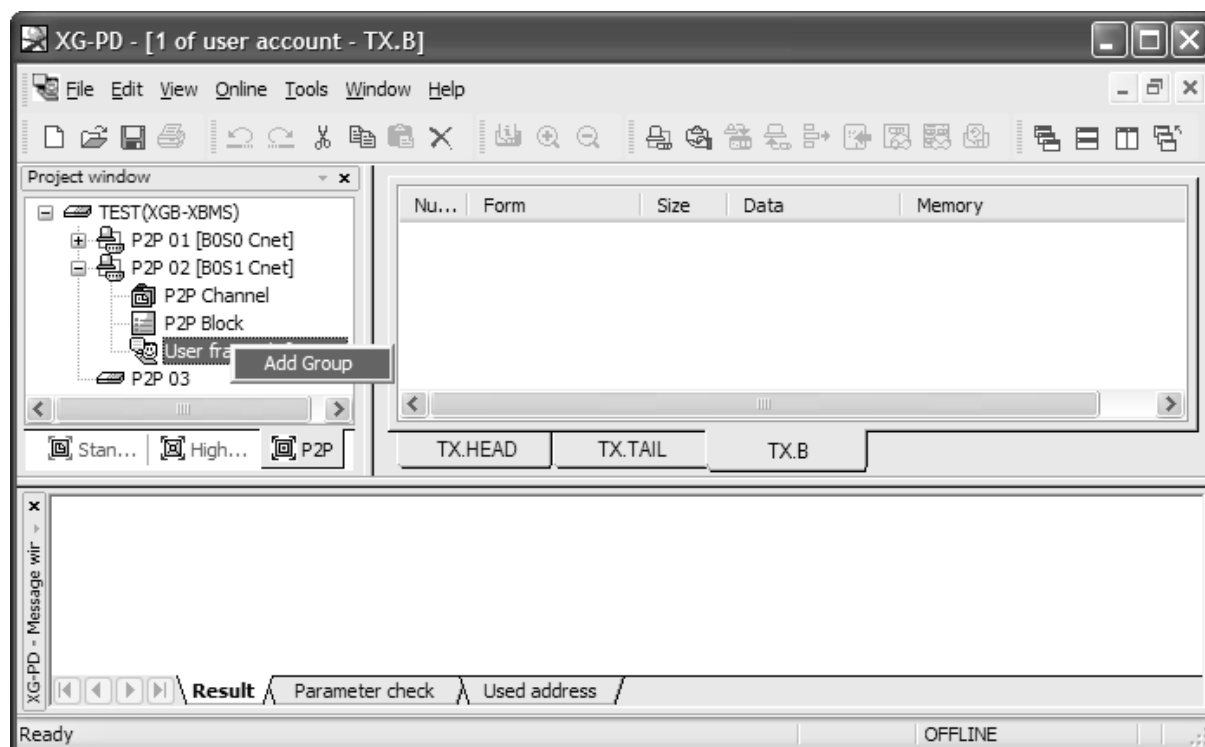 XG-PD - [1 of user account - TX.B]
File Edit View Online Tools Window Help
Project window
TEST(XGB-XBMS)
P2P 01 [B0S0 Cnet]
P2P 02 [B0S1 Cnet]
P2P Channel
P2P Block
User fra
Add Group
P2P 03
Stan... High... P2P
Nu... Form Size Data Memory
TX.HEAD TX.TAIL TX.B
XG-PD - Message wir
Result Parameter check Used address
Ready OFFLINE